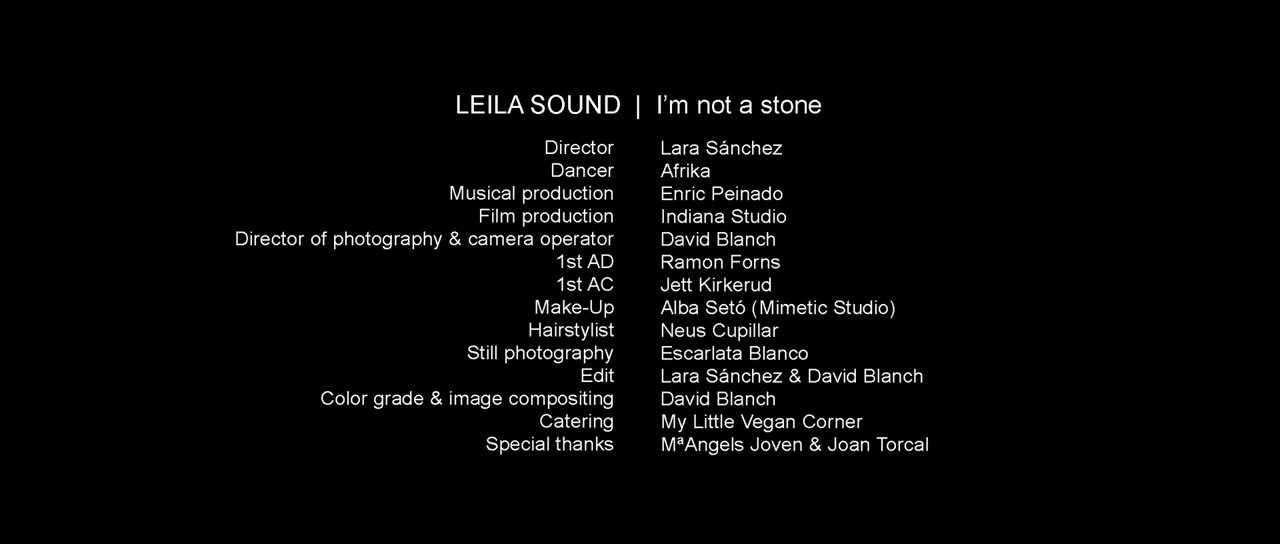 LEILA SOUND | I'm not a stone
Director Lara Sánchez
Dancer Afrika
Musical production Enric Peinado
Film production Indiana Studio
Director of photography & camera operator David Blanch
1st AD Ramon Forns
1st AC Jett Kirkerud
Make-Up Alba Setó (Mimetic Studio)
Hairstylist Neus Cupillar
Still photography Escarlata Blanco
Edit Lara Sánchez & David Blanch
Color grade & image compositing David Blanch
Catering My Little Vegan Corner
Special thanks MªAngels Joven & Joan Torcal